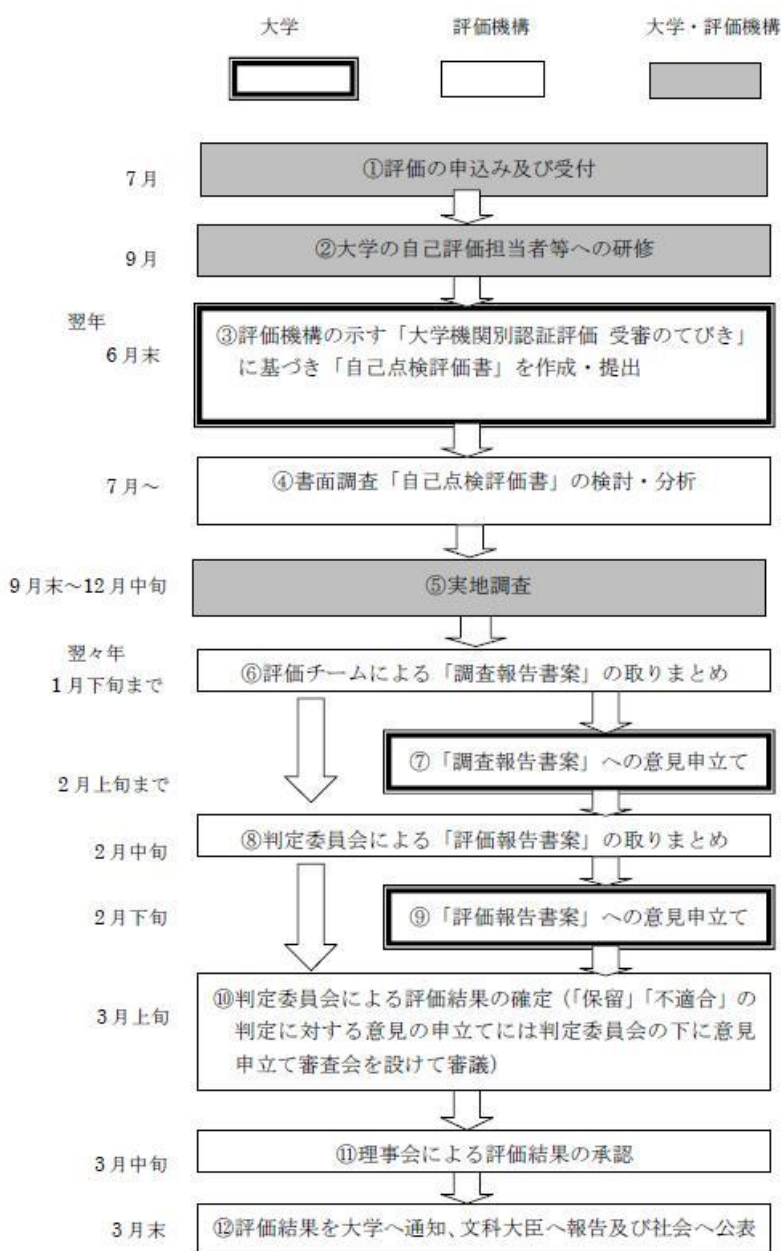 大学 評価機構 大学・評価機構
7月 ①評価の申込み及び受付
9月 ②大学の自己評価担当者等への研修
翌年
6月末
③評価機構の示す「大学機関別認証評価 受審のてびき」
に基づき「自己点検評価書」を作成・提出
7月～ ④書面調査「自己点検評価書」の検討・分析
9月末～12月中旬 ⑤実地調査
翌々年
1月下旬まで
⑥評価チームによる「調査報告書案」の取りまとめ
⑦「調査報告書案」への意見申立て
2月上旬まで
2月中旬 ⑧判定委員会による「評価報告書案」の取りまとめ
2月下旬 ⑨「評価報告書案」への意見申立て
3月上旬
⑩判定委員会による評価結果の確定（「保留」「不適合」の
判定に対する意見の申立てには判定委員会の下に意見
申立て審査会を設けて審議）
3月中旬 ⑪理事会による評価結果の承認
3月末 ⑫評価結果を大学へ通知、文科大臣へ報告及び社会へ公表